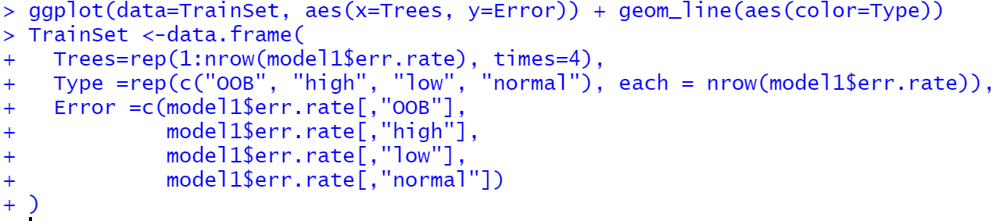 > ggplot(data=TrainSet, aes(x=Trees, y=Error)) + geom_line(aes(color=Type))
> TrainSet <-data.frame(
+   Trees=rep(1:nrow(model1$err.rate), times=4),
+   Type =rep(c("OOB", "high", "low", "normal"), each = nrow(model1$err.rate)),
+   Error =c(model1$err.rate[,"OOB"],
+            model1$err.rate[,"high"],
+            model1$err.rate[,"low"],
+            model1$err.rate[,"normal"])
+ )